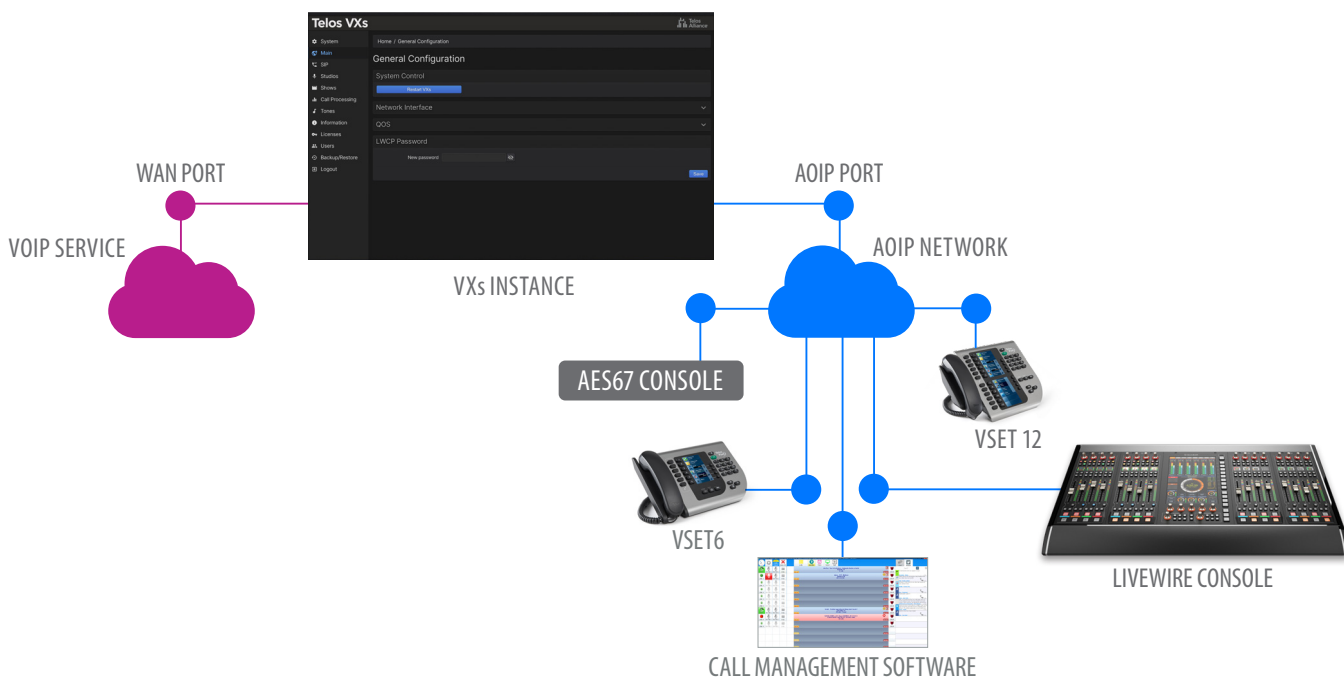 Telos VXs
Telos
Alliance
System
Main
SIP
Studios
Shows
Call Processing
Tones
Information
Licenses
Users
Backup/Restore
Logout
Home / General Configuration
General Configuration
System Control
Restart VXs
Network Interface
QOS
LWCP Password
New password
Save
WAN PORT
VOIP SERVICE
VXs INSTANCE
AOIP PORT
AOIP NETWORK
AES67 CONSOLE
VSET 12
VSET6
LIVEWIRE CONSOLE
CALL MANAGEMENT SOFTWARE